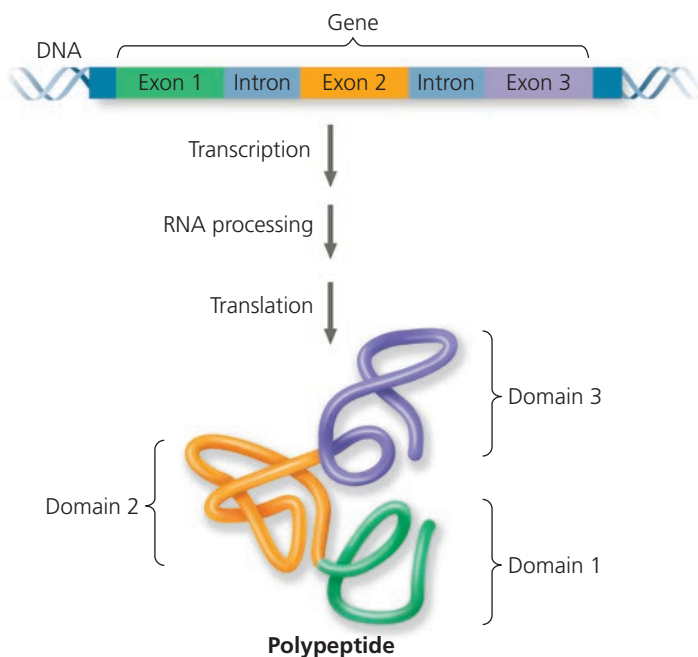 Gene
DNA
Exon 1 Intron Exon 2 Intron Exon 3
Transcription
RNA processing
Translation
Domain 3
Domain 2
Domain 1
Polypeptide